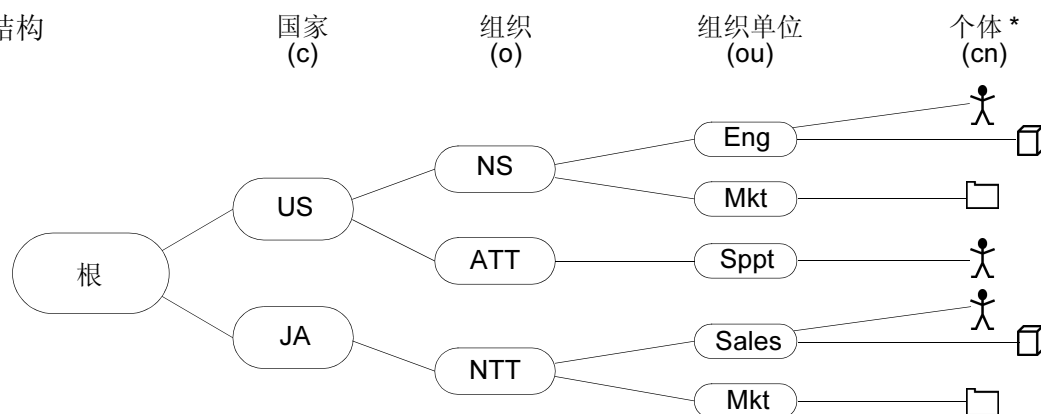 结构 国家 组织 组织单位 个体 *
(c) (o) (ou) (cn)
Eng
NS
Mkt
US
ATT Sppt
根
JA
Sales
NTT
Mkt